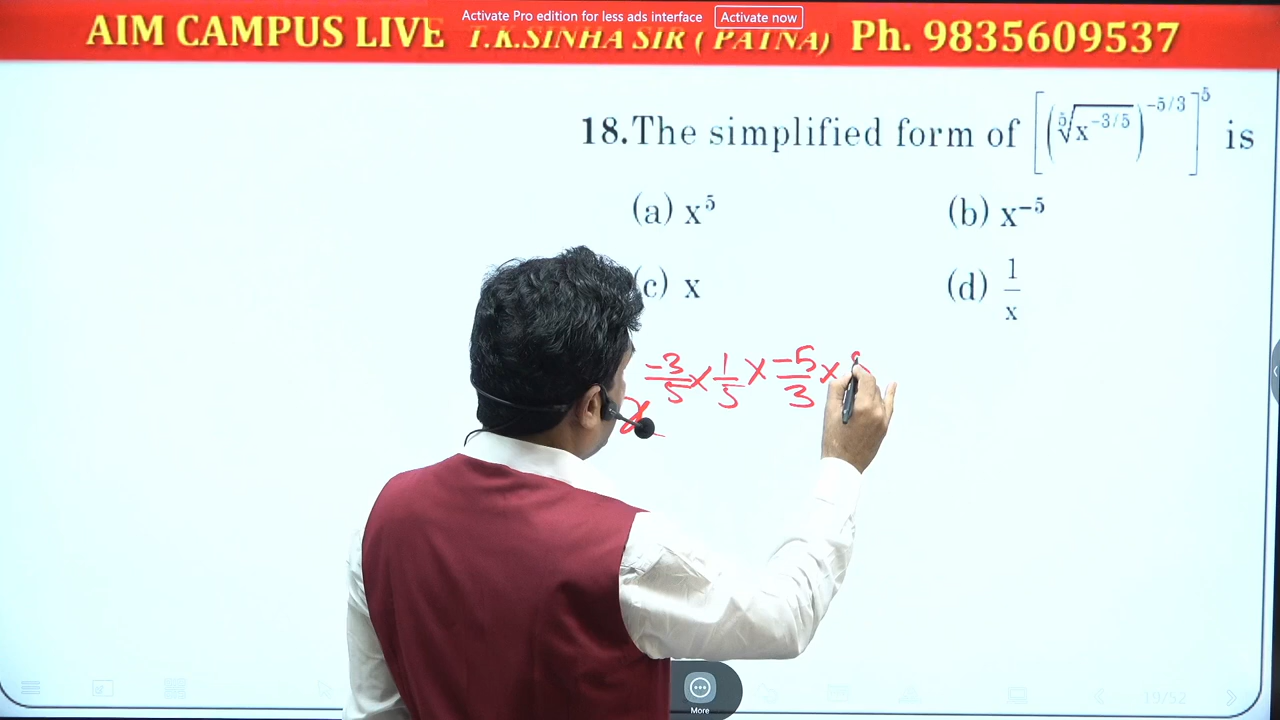 Activate Pro edition for less ads interface Activate now
AIM CAMPUS LIVE T.K.SINHA SIR ( PATNA) Ph. 9835609537
18.The simplified form of [(⁵√x^{-3/5})^{-5/3}]^5 is
(a) x⁵ (b) x⁻⁵
(c) x (d) 1/x
x^{-3/5 × 1/5 × -5/3 ×
More
19/52